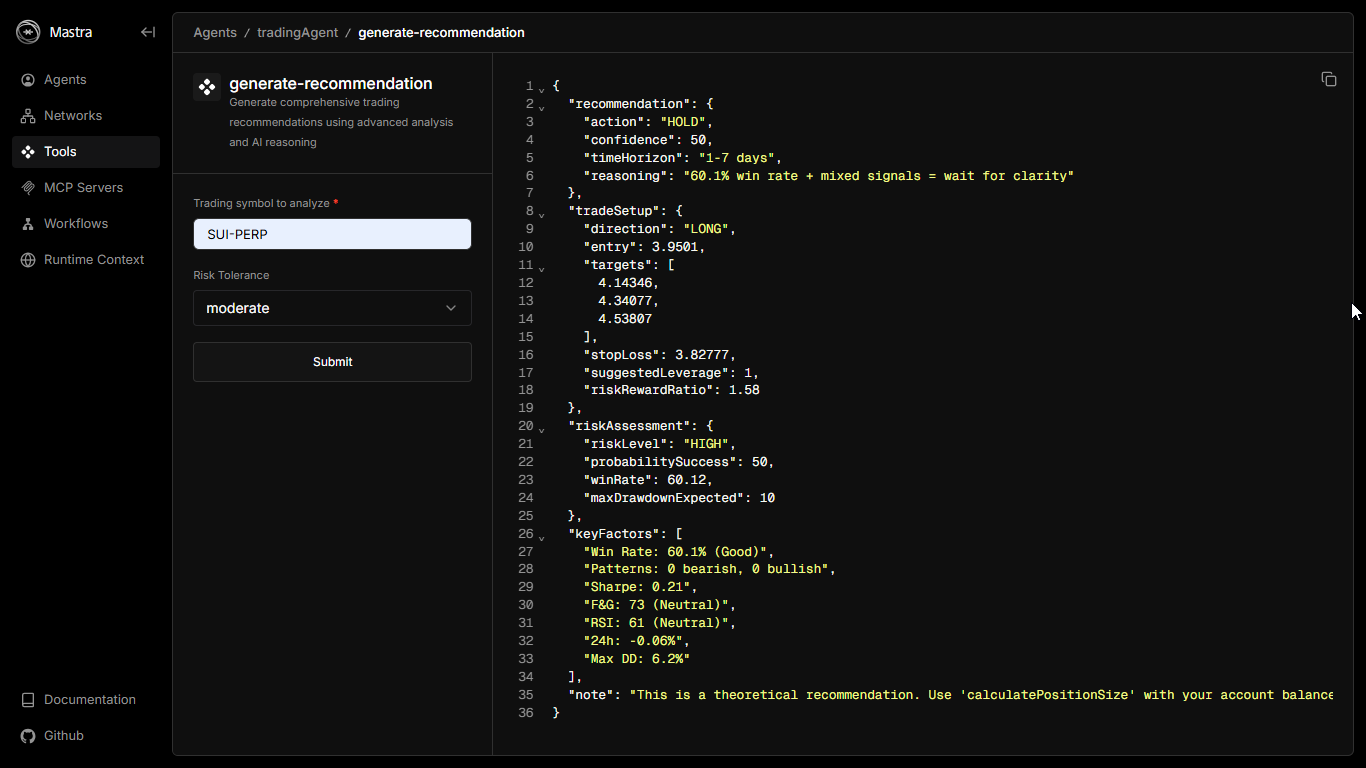 Mastra
Agents
Networks
Tools
MCP Servers
Workflows
Runtime Context
Documentation
Github
Agents / tradingAgent / generate-recommendation
generate-recommendation
Generate comprehensive trading
recommendations using advanced analysis
and AI reasoning
Trading symbol to analyze *
SUI-PERP
Risk Tolerance
moderate
Submit
1 {
2 "recommendation": {
3 "action": "HOLD",
4 "confidence": 50,
5 "timeHorizon": "1-7 days",
6 "reasoning": "60.1% win rate + mixed signals = wait for clarity"
7 },
8 "tradeSetup": {
9 "direction": "LONG",
10 "entry": 3.9501,
11 "targets": [
12 4.14346,
13 4.34077,
14 4.53807
15 ],
16 "stopLoss": 3.82777,
17 "suggestedLeverage": 1,
18 "riskRewardRatio": 1.58
19 },
20 "riskAssessment": {
21 "riskLevel": "HIGH",
22 "probabilitySuccess": 50,
23 "winRate": 60.12,
24 "maxDrawdownExpected": 10
25 },
26 "keyFactors": [
27 "Win Rate: 60.1% (Good)",
28 "Patterns: 0 bearish, 0 bullish",
29 "Sharpe: 0.21",
30 "F&G: 73 (Neutral)",
31 "RSI: 61 (Neutral)",
32 "24h: -0.06%",
33 "Max DD: 6.2%"
34 ],
35 "note": "This is a theoretical recommendation. Use 'calculatePositionSize' with your account balance
36 }